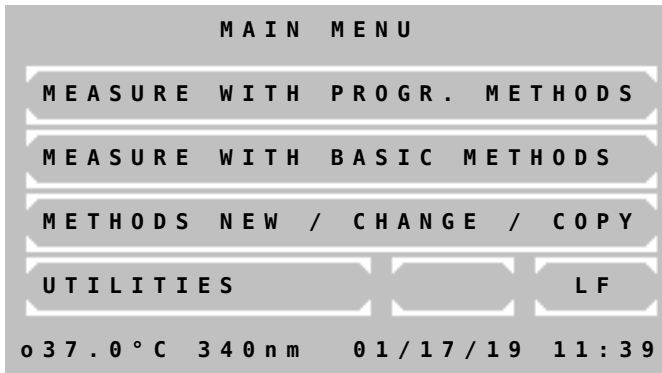 MAIN MENU
MEASURE WITH PROGR. METHODS
MEASURE WITH BASIC METHODS
METHODS NEW / CHANGE / COPY
UTILITIES LF
o37.0°C 340nm 01/17/19 11:39